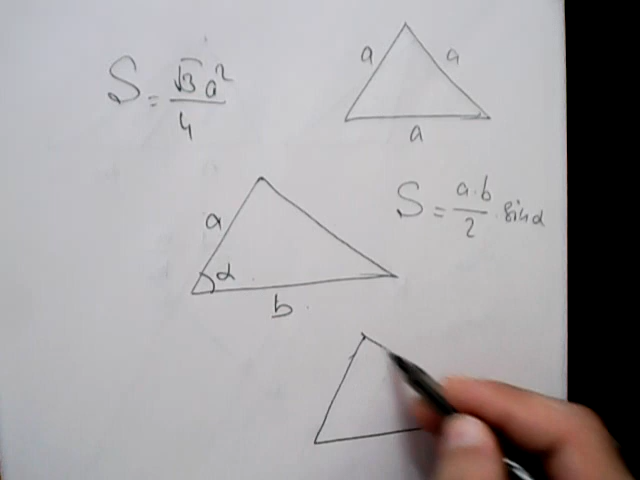 S = √3 a² / 4
a a
a
S = a·b / 2 · sin α
a
α
b